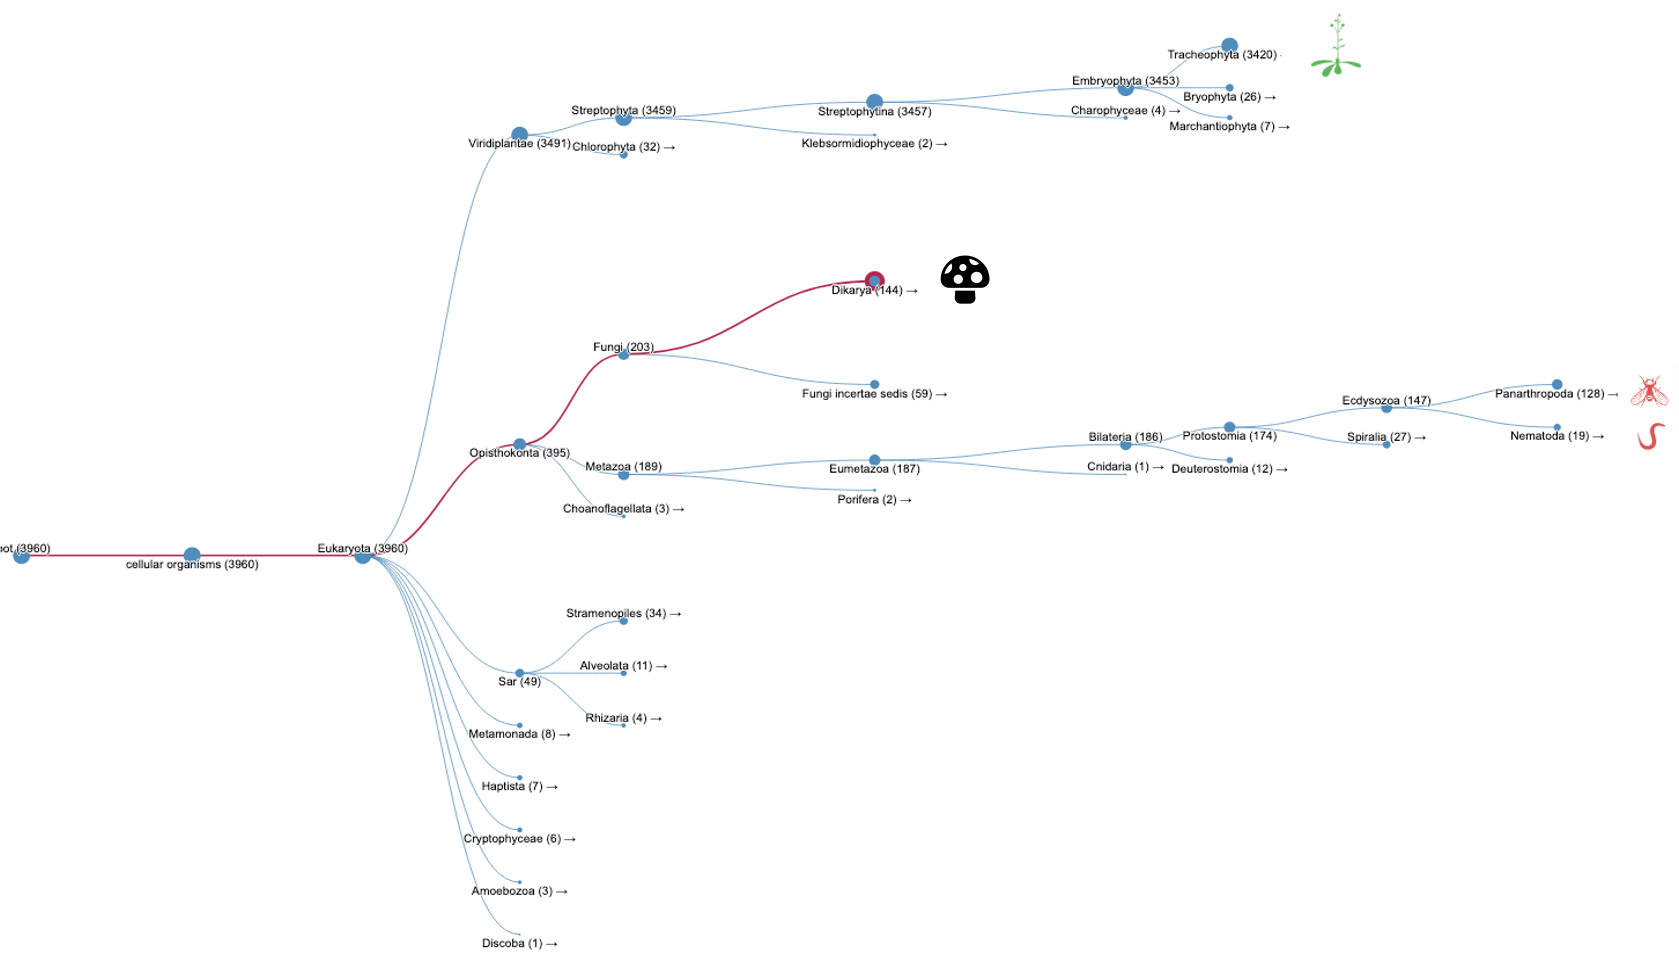 Tracheophyta (3420)
Embryophyta (3453)
Bryophyta (26) →
Streptophyta (3459)
Streptophytina (3457)
Charophyceae (4) →
Marchantiophyta (7) →
Viridiplantae (3491)
Chlorophyta (32) →
Klebsormidiophyceae (2) →
Dikarya (144) →
Fungi (203)
Fungi incertae sedis (59) →
Panarthropoda (128) →
Ecdysozoa (147)
Bilateria (186)
Protostomia (174)
Spiralia (27) →
Nematoda (19) →
Opisthokonta (395)
Metazoa (189)
Eumetazoa (187)
Cnidaria (1) →
Deuterostomia (12) →
Porifera (2) →
Choanoflagellata (3) →
oot (3960)
cellular organisms (3960)
Eukaryota (3960)
Stramenopiles (34) →
Alveolata (11) →
Sar (49)
Rhizaria (4) →
Metamonada (8) →
Haptista (7) →
Cryptophyceae (6) →
Amoebozoa (3) →
Discoba (1) →